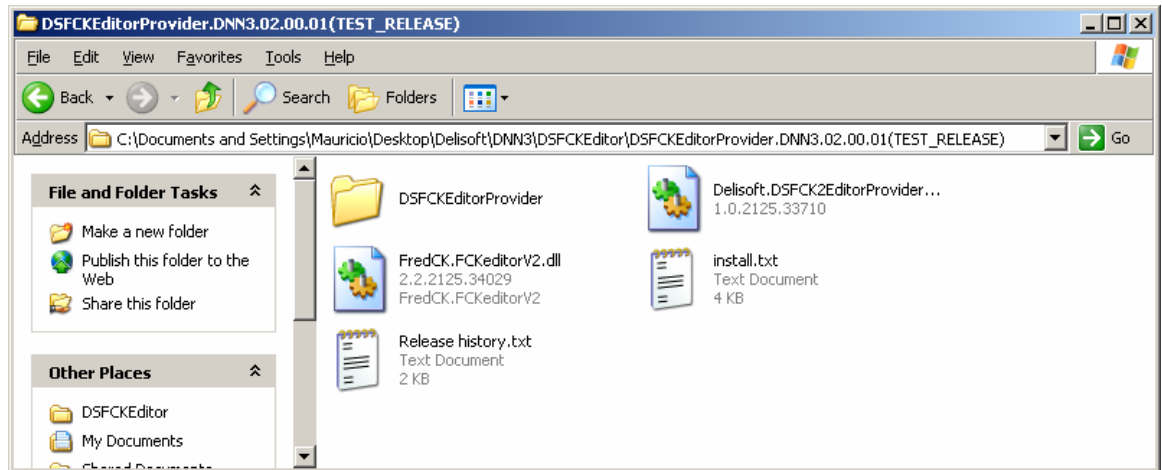 DSFCKEditorProvider.DNN3.02.00.01(TEST_RELEASE)
File Edit View Favorites Tools Help
Back Search Folders
Address C:\Documents and Settings\Mauricio\Desktop\Delisoft\DNN3\DSFCKEditor\DSFCKEditorProvider.DNN3.02.00.01(TEST_RELEASE) Go
File and Folder Tasks
Make a new folder
Publish this folder to the
Web
Share this folder
Other Places
DSFCKEditor
My Documents
Shared Documents
DSFCKEditorProvider
Delisoft.DSFCK2EditorProvider...
1.0.2125.33710
FredCK.FCKeditorV2.dll
2.2.2125.34029
FredCK.FCKeditorV2
install.txt
Text Document
4 KB
Release history.txt
Text Document
2 KB